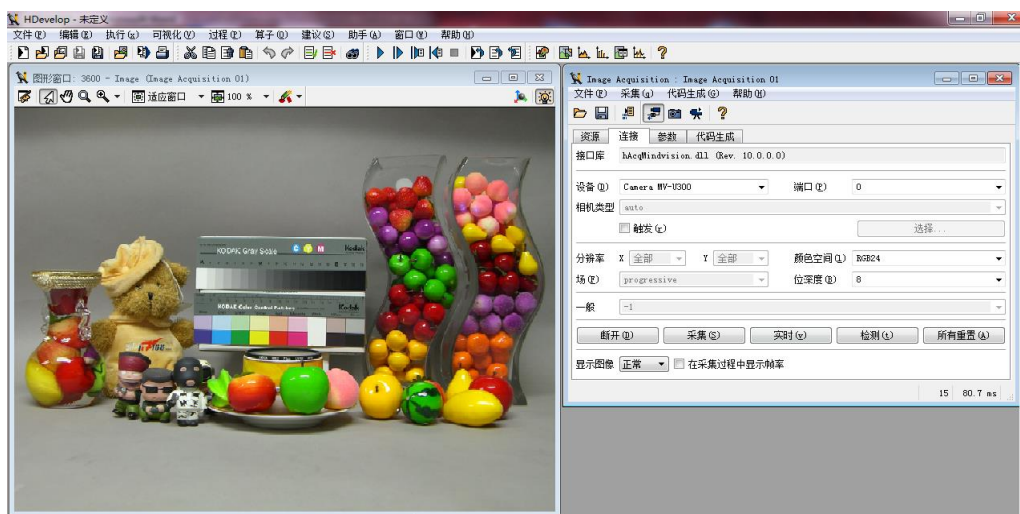 HDevelop - 未定义
文件(F) 编辑(E) 执行(x) 可视化(V) 过程(P) 算子(O) 建议(S) 助手(A) 窗口(W) 帮助(H)
图形窗口: 3600 - Image (Image Acquisition 01)
适应窗口 100 %
KODAK Gray Scale C Y M Kodak
KODAK Color Control Patches Kodak
Image Acquisition : Image Acquisition 01
文件(F) 采集(a) 代码生成(G) 帮助(H)
资源 连接 参数 代码生成
接口库 hAcqMindvision.dll (Rev. 10.0.0.0)
设备(D) Camera MV-U300 端口(P) 0
相机类型 auto
触发(r) 选择...
分辨率 X 全部 Y 全部 颜色空间(L) RGB24
场(F) progressive 位深度(B) 8
一般 -1
断开(D) 采集(S) 实时(v) 检测(t) 所有重置(A)
显示图像 正常 在采集过程中显示帧率
15 80.7 ms